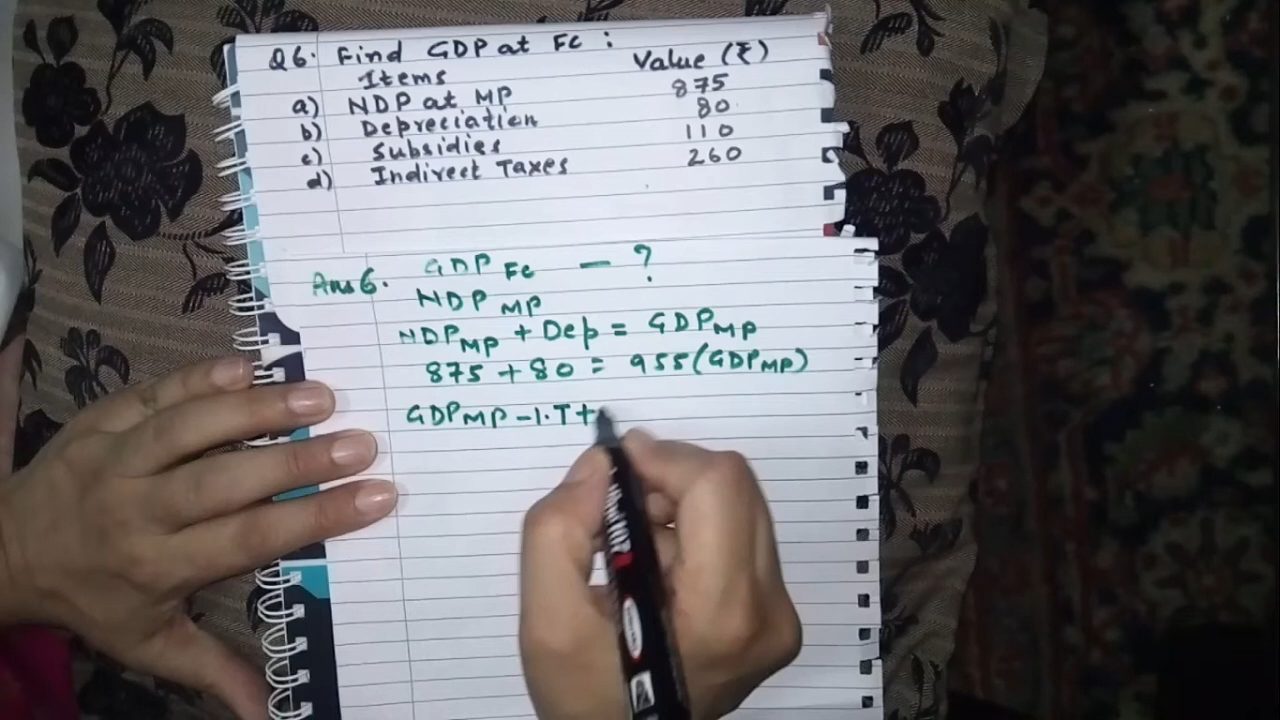 Q6. Find GDP at FC :
Items Value (₹)
a) NDP at MP 875
b) Depreciation 80
c) Subsidies 110
d) Indirect Taxes 260
Ans 6. GDP FC — ?
NDP MP
NDP MP + Dep = GDP MP
875 + 80 = 955 (GDP MP)
GDP MP - I.T +